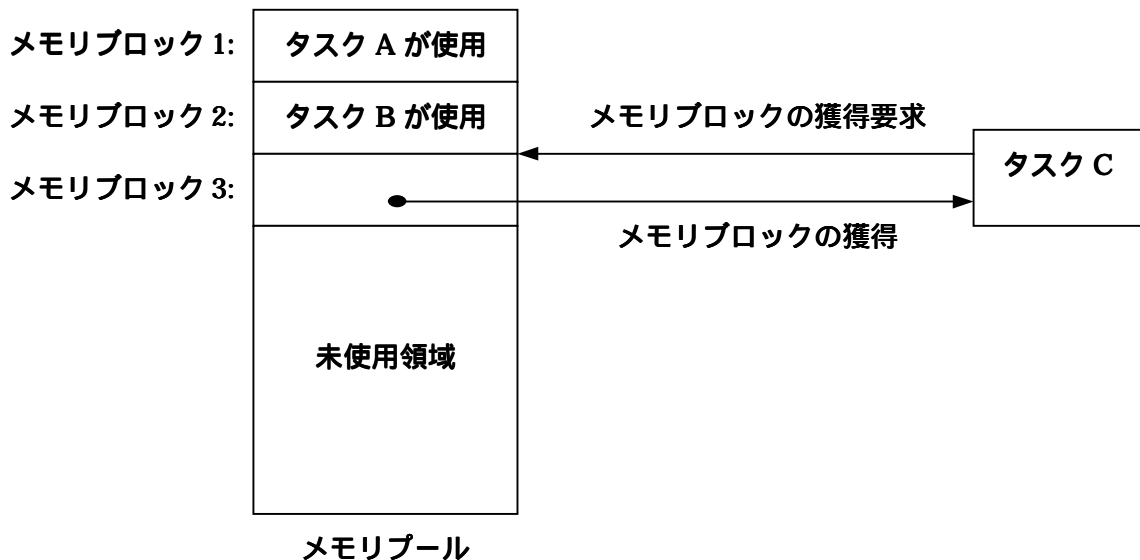 メモリブロック 1:
タスク A が使用
メモリブロック 2:
タスク B が使用
メモリブロックの獲得要求
タスク C
メモリブロック 3:
メモリブロックの獲得
未使用領域
メモリプール